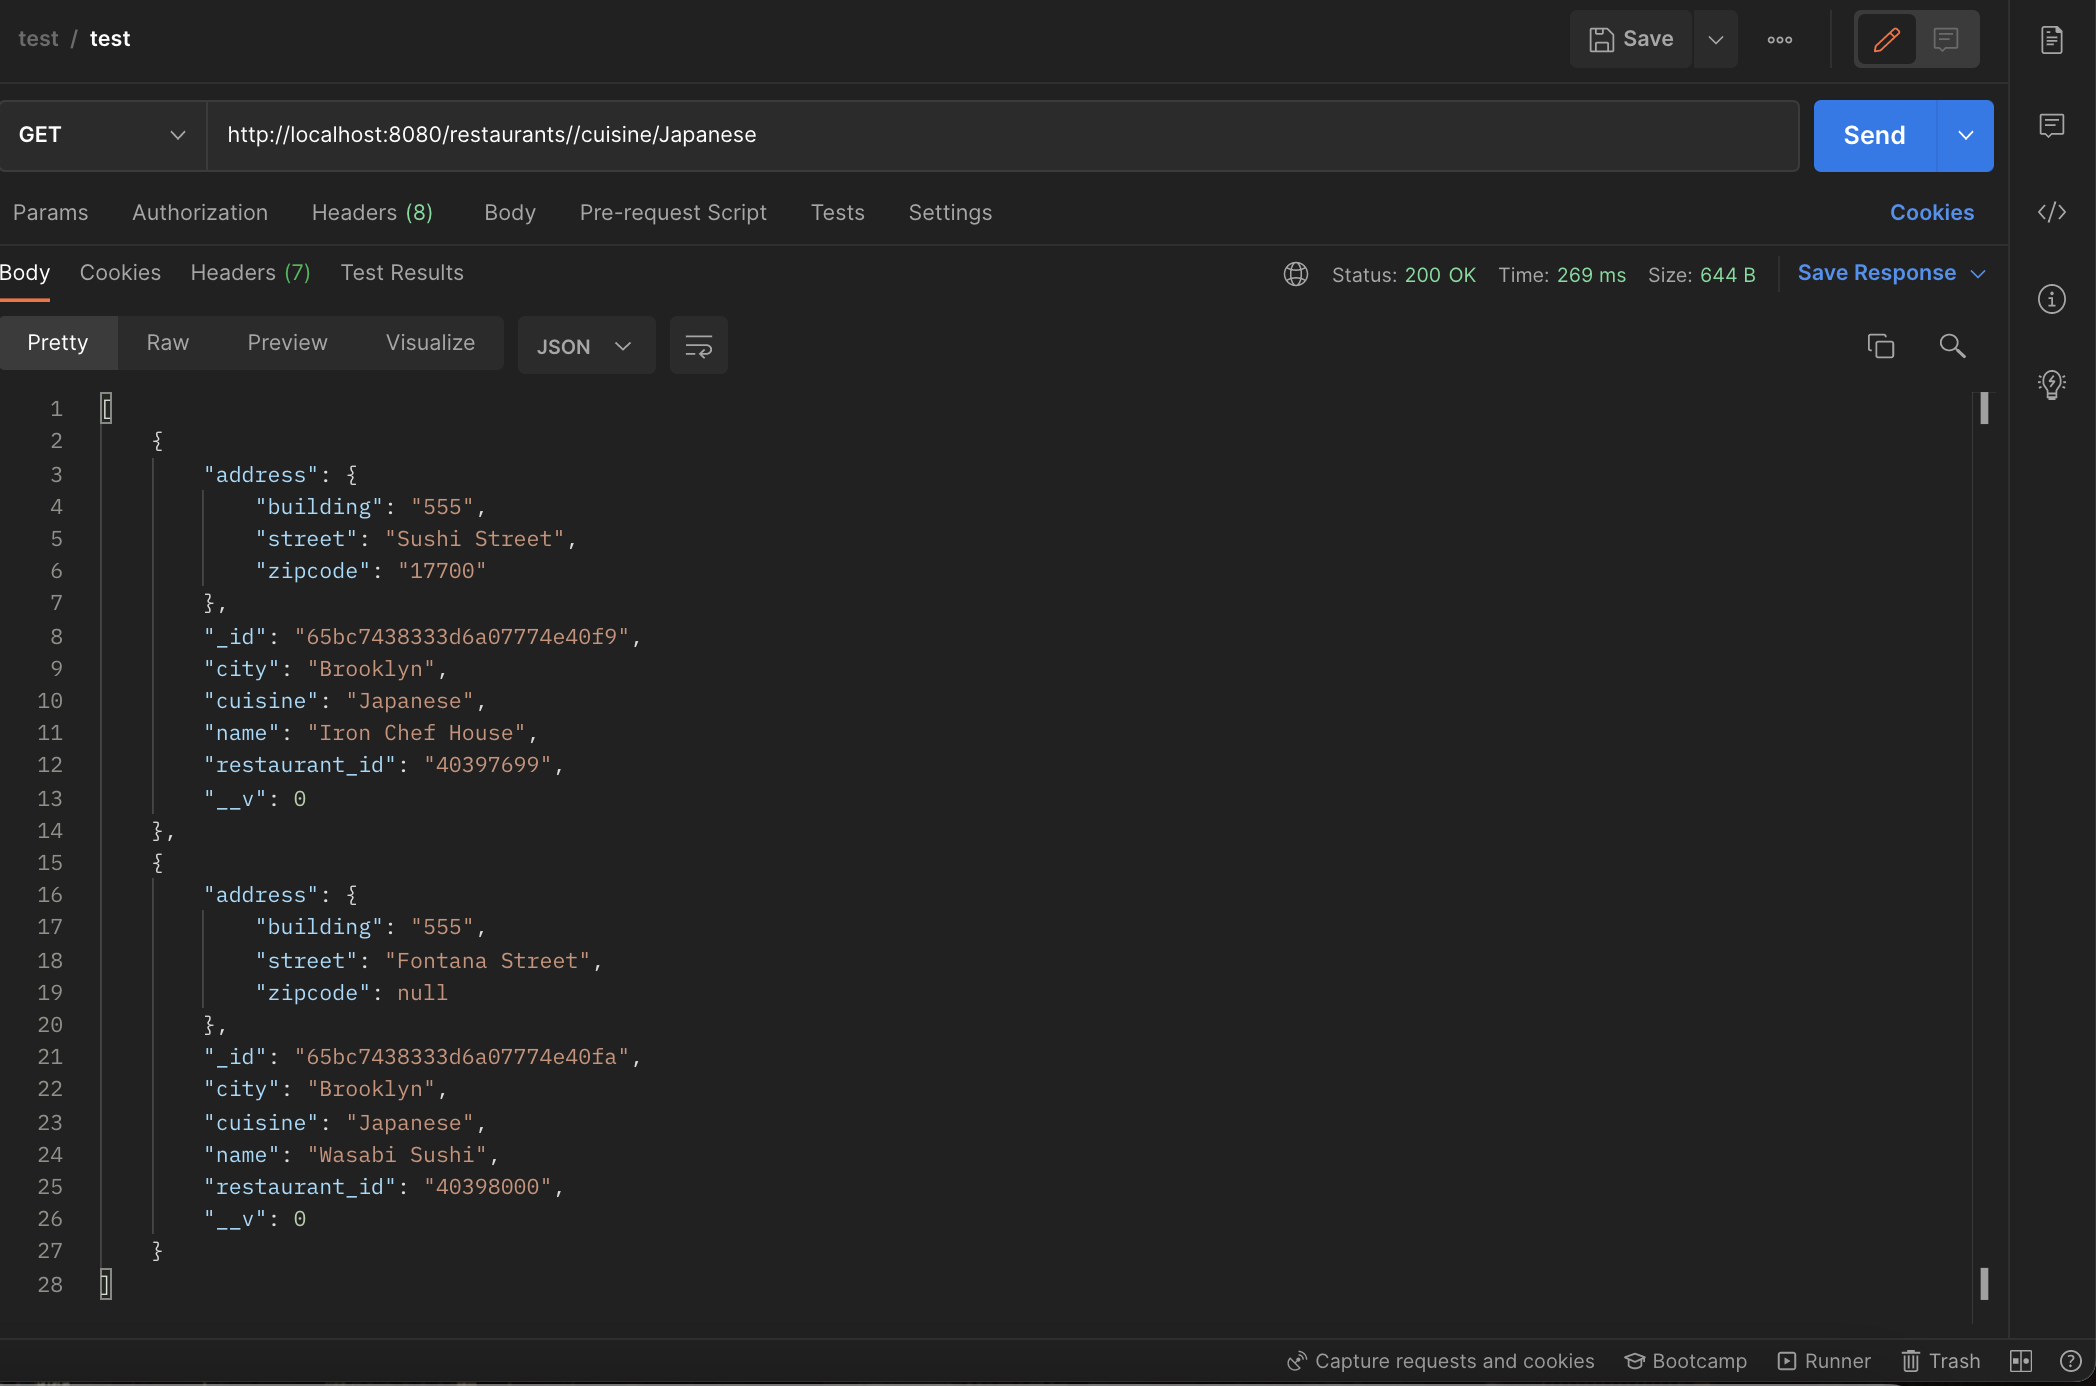 test / test
Save
GET
http://localhost:8080/restaurants//cuisine/Japanese
Send
Params Authorization Headers (8) Body Pre-request Script Tests Settings Cookies
Body Cookies Headers (7) Test Results Status: 200 OK Time: 269 ms Size: 644 B Save Response
Pretty Raw Preview Visualize JSON
1 [
2 {
3 "address": {
4 "building": "555",
5 "street": "Sushi Street",
6 "zipcode": "17700"
7 },
8 "_id": "65bc7438333d6a07774e40f9",
9 "city": "Brooklyn",
10 "cuisine": "Japanese",
11 "name": "Iron Chef House",
12 "restaurant_id": "40397699",
13 "__v": 0
14 },
15 {
16 "address": {
17 "building": "555",
18 "street": "Fontana Street",
19 "zipcode": null
20 },
21 "_id": "65bc7438333d6a07774e40fa",
22 "city": "Brooklyn",
23 "cuisine": "Japanese",
24 "name": "Wasabi Sushi",
25 "restaurant_id": "40398000",
26 "__v": 0
27 }
28 ]
Capture requests and cookies Bootcamp Runner Trash